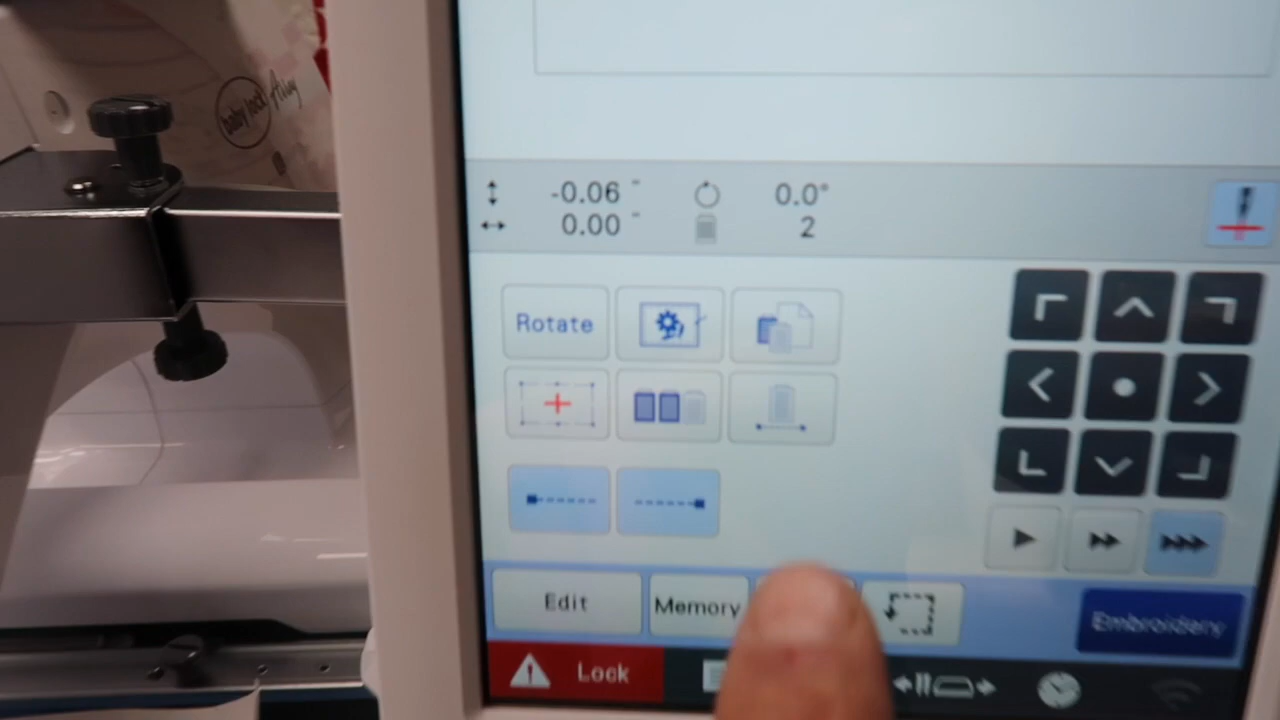 baby lock
-0.06 "
0.0°
0.00 "
2
Rotate
Edit
Memory
Embroidery
Lock